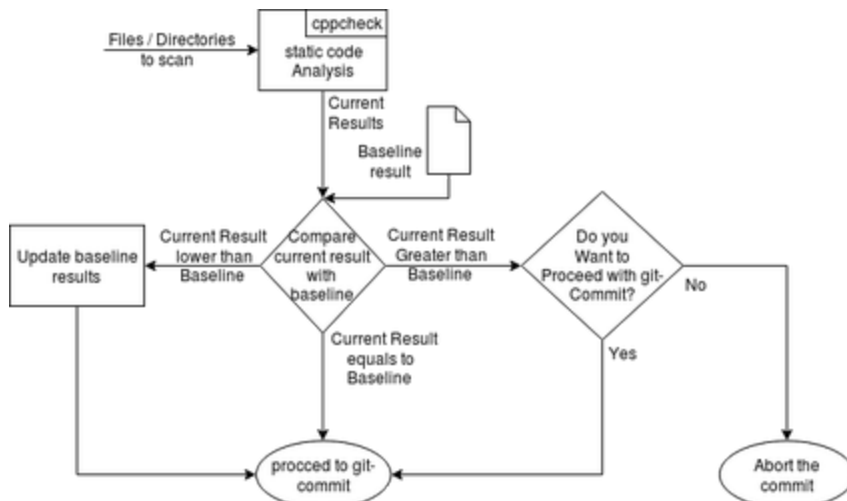 cppcheck
Files / Directories
to scan
static code
Analysis
Current
Results
Baseline
result
Update baseline
results
Current Result
lower than
Baseline
Compare
current result
with
baseline
Current Result
Greater than
Baseline
Do you
Want to
Proceed with git-
Commit?
No
Current Result
equals to
Baseline
Yes
procced to git-
commit
Abort the
commit